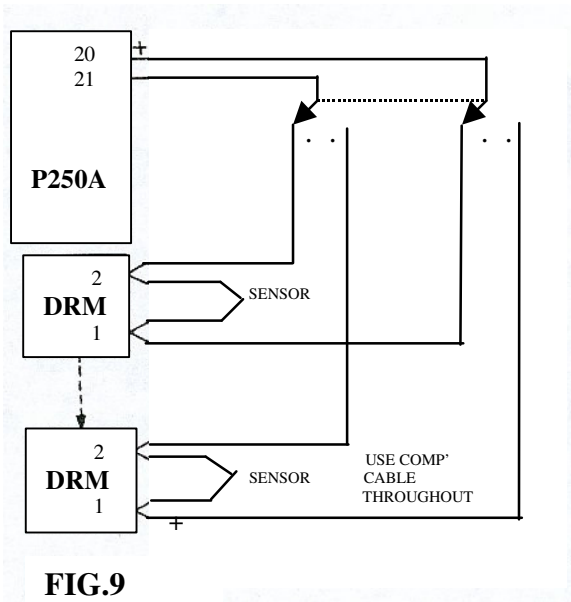 20 +
21
P250A
2
DRM
1
SENSOR
2
DRM
1
SENSOR
+
USE COMP'
CABLE
THROUGHOUT
FIG.9